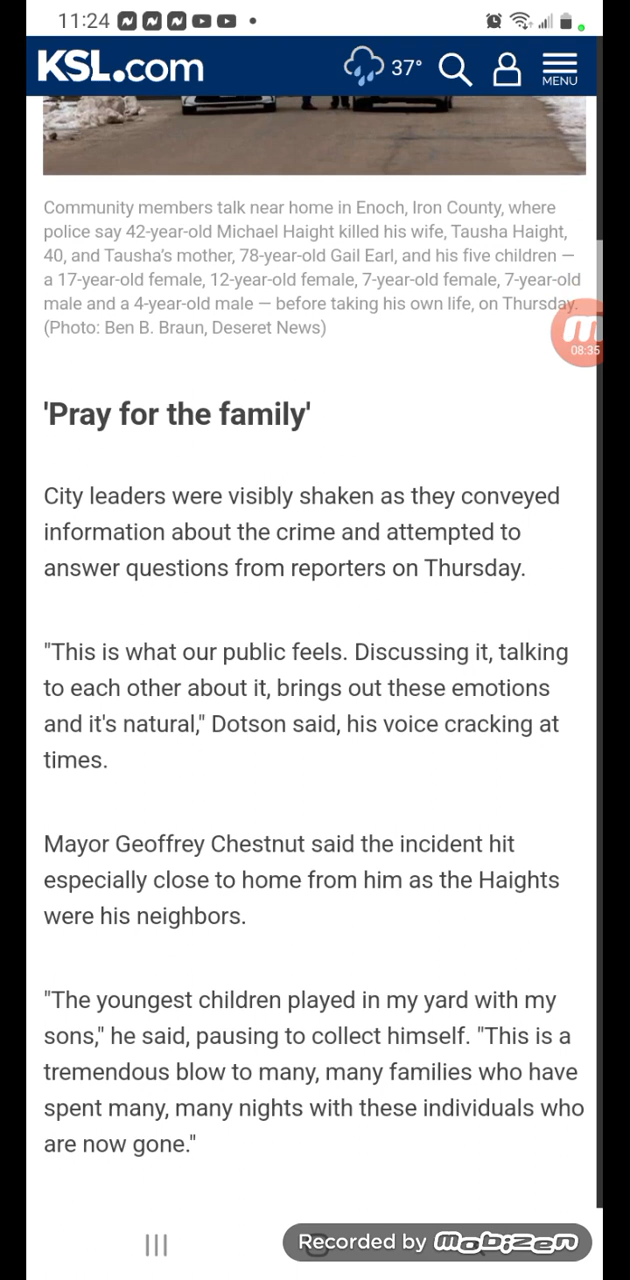 11:24
KSL.com
37°
MENU
Community members talk near home in Enoch, Iron County, where
police say 42-year-old Michael Haight killed his wife, Tausha Haight,
40, and Tausha's mother, 78-year-old Gail Earl, and his five children —
a 17-year-old female, 12-year-old female, 7-year-old female, 7-year-old
male and a 4-year-old male — before taking his own life, on Thursday.
(Photo: Ben B. Braun, Deseret News)
m
08:35
'Pray for the family'
City leaders were visibly shaken as they conveyed
information about the crime and attempted to
answer questions from reporters on Thursday.
"This is what our public feels. Discussing it, talking
to each other about it, brings out these emotions
and it's natural," Dotson said, his voice cracking at
times.
Mayor Geoffrey Chestnut said the incident hit
especially close to home from him as the Haights
were his neighbors.
"The youngest children played in my yard with my
sons," he said, pausing to collect himself. "This is a
tremendous blow to many, many families who have
spent many, many nights with these individuals who
are now gone."
Recorded by mobizen